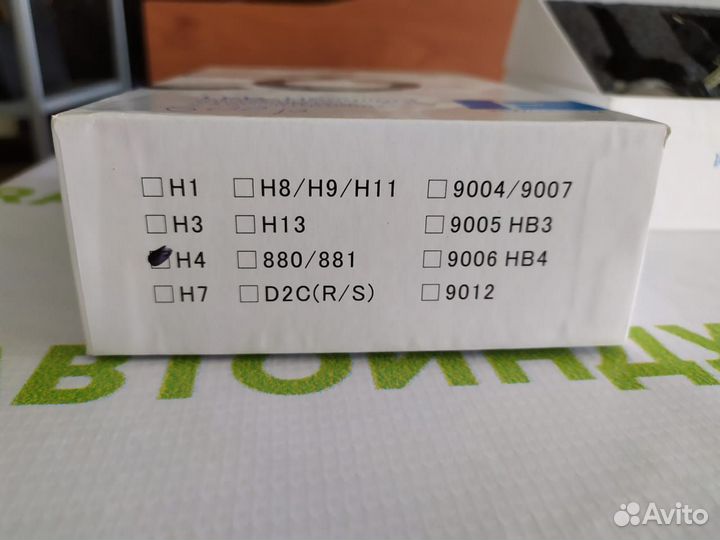 ☐H1 ☐H8/H9/H11 ☐9004/9007
☐H3 ☐H13 ☐9005 HB3
☑H4 ☐880/881 ☐9006 HB4
☐H7 ☐D2C(R/S) ☐9012
ВТОИНДУ
Avito